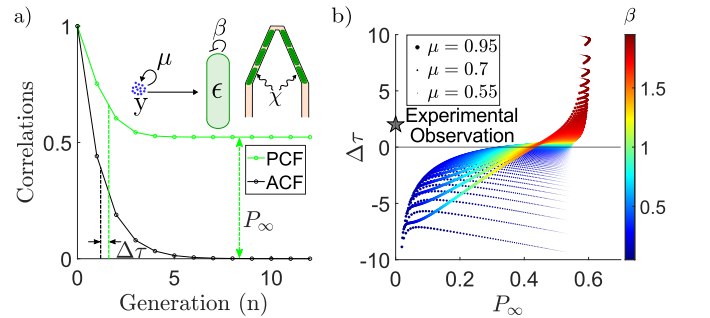 a)
1
0.5
0
Correlations
0
5
10
Generation (n)
μ
y
β
ϵ
χ
PCF
ACF
P∞
Δτ
b)
10
5
0
-5
-10
Δτ
μ = 0.95
μ = 0.7
μ = 0.55
Experimental
Observation
0
0.2
0.4
0.6
P∞
β
1.5
1
0.5